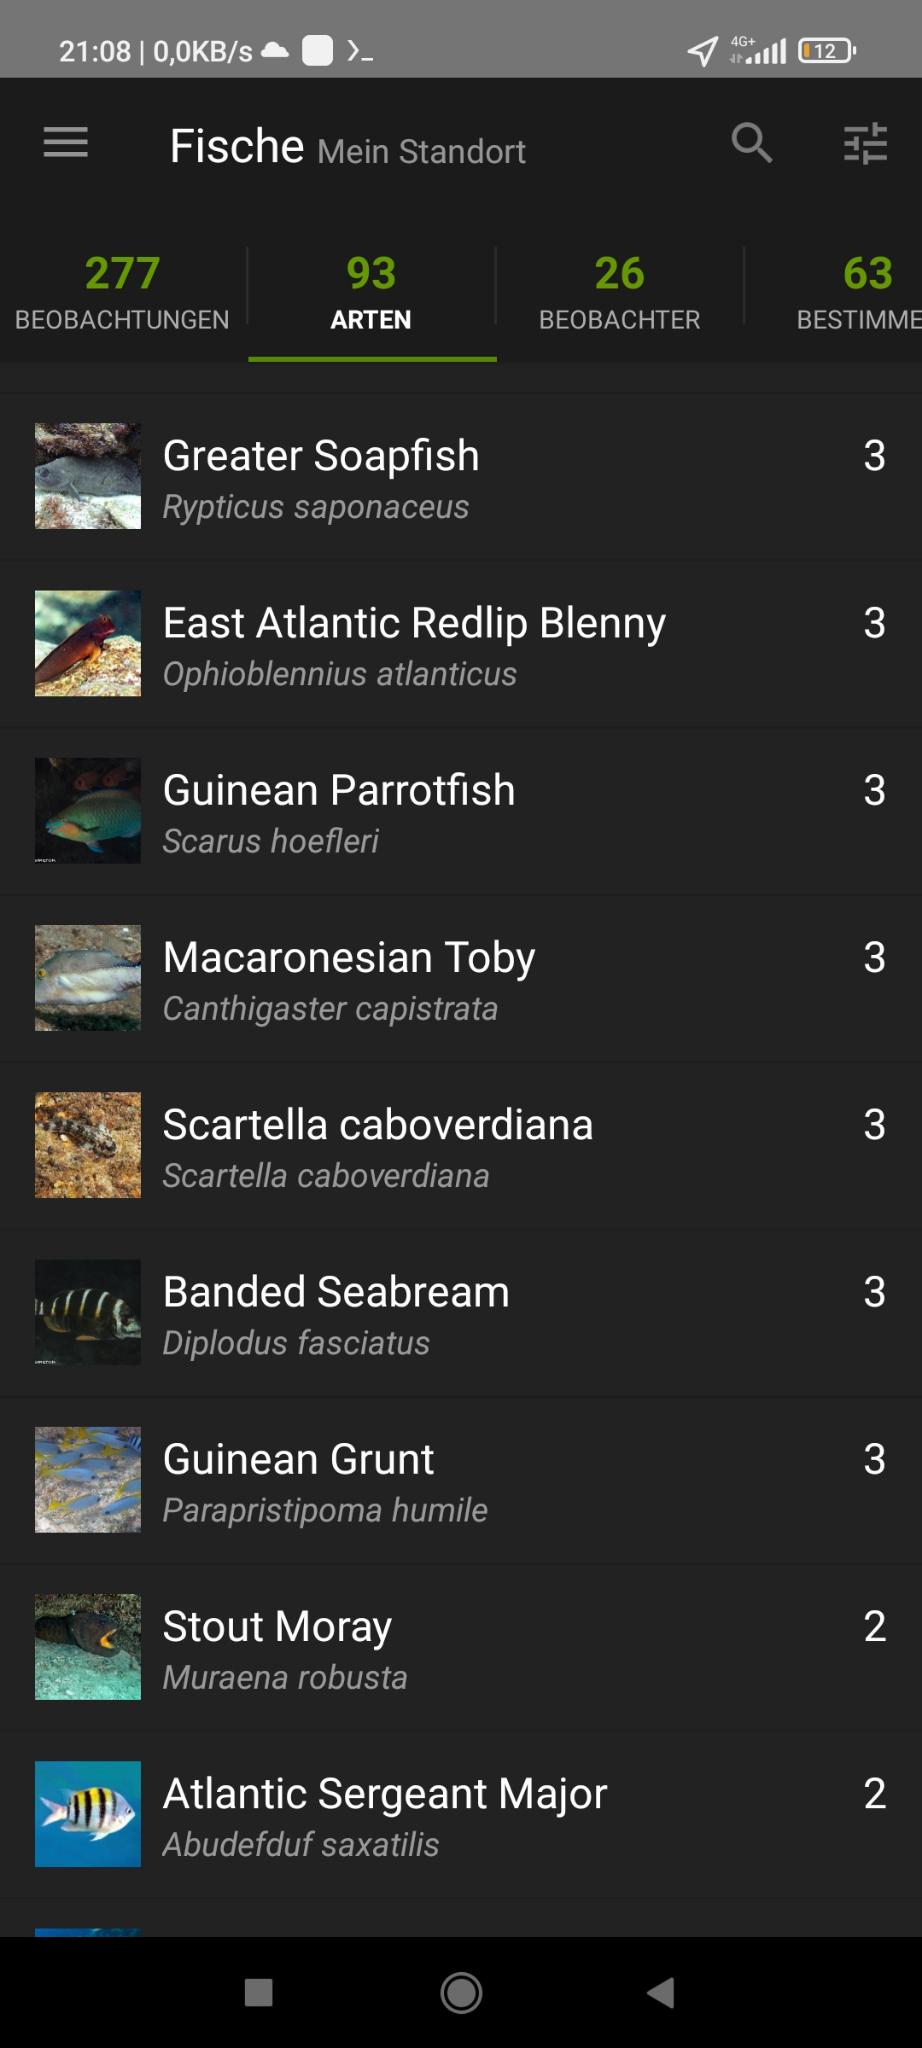 21:08 | 0,0KB/s
4G+
12
Fische Mein Standort
277
BEOBACHTUNGEN
93
ARTEN
26
BEOBACHTER
63
BESTIMME
Greater Soapfish
3
Rypticus saponaceus
East Atlantic Redlip Blenny
3
Ophioblennius atlanticus
Guinean Parrotfish
3
Scarus hoefleri
Macaronesian Toby
3
Canthigaster capistrata
Scartella caboverdiana
3
Scartella caboverdiana
Banded Seabream
3
Diplodus fasciatus
Guinean Grunt
3
Parapristipoma humile
Stout Moray
2
Muraena robusta
Atlantic Sergeant Major
2
Abudefduf saxatilis